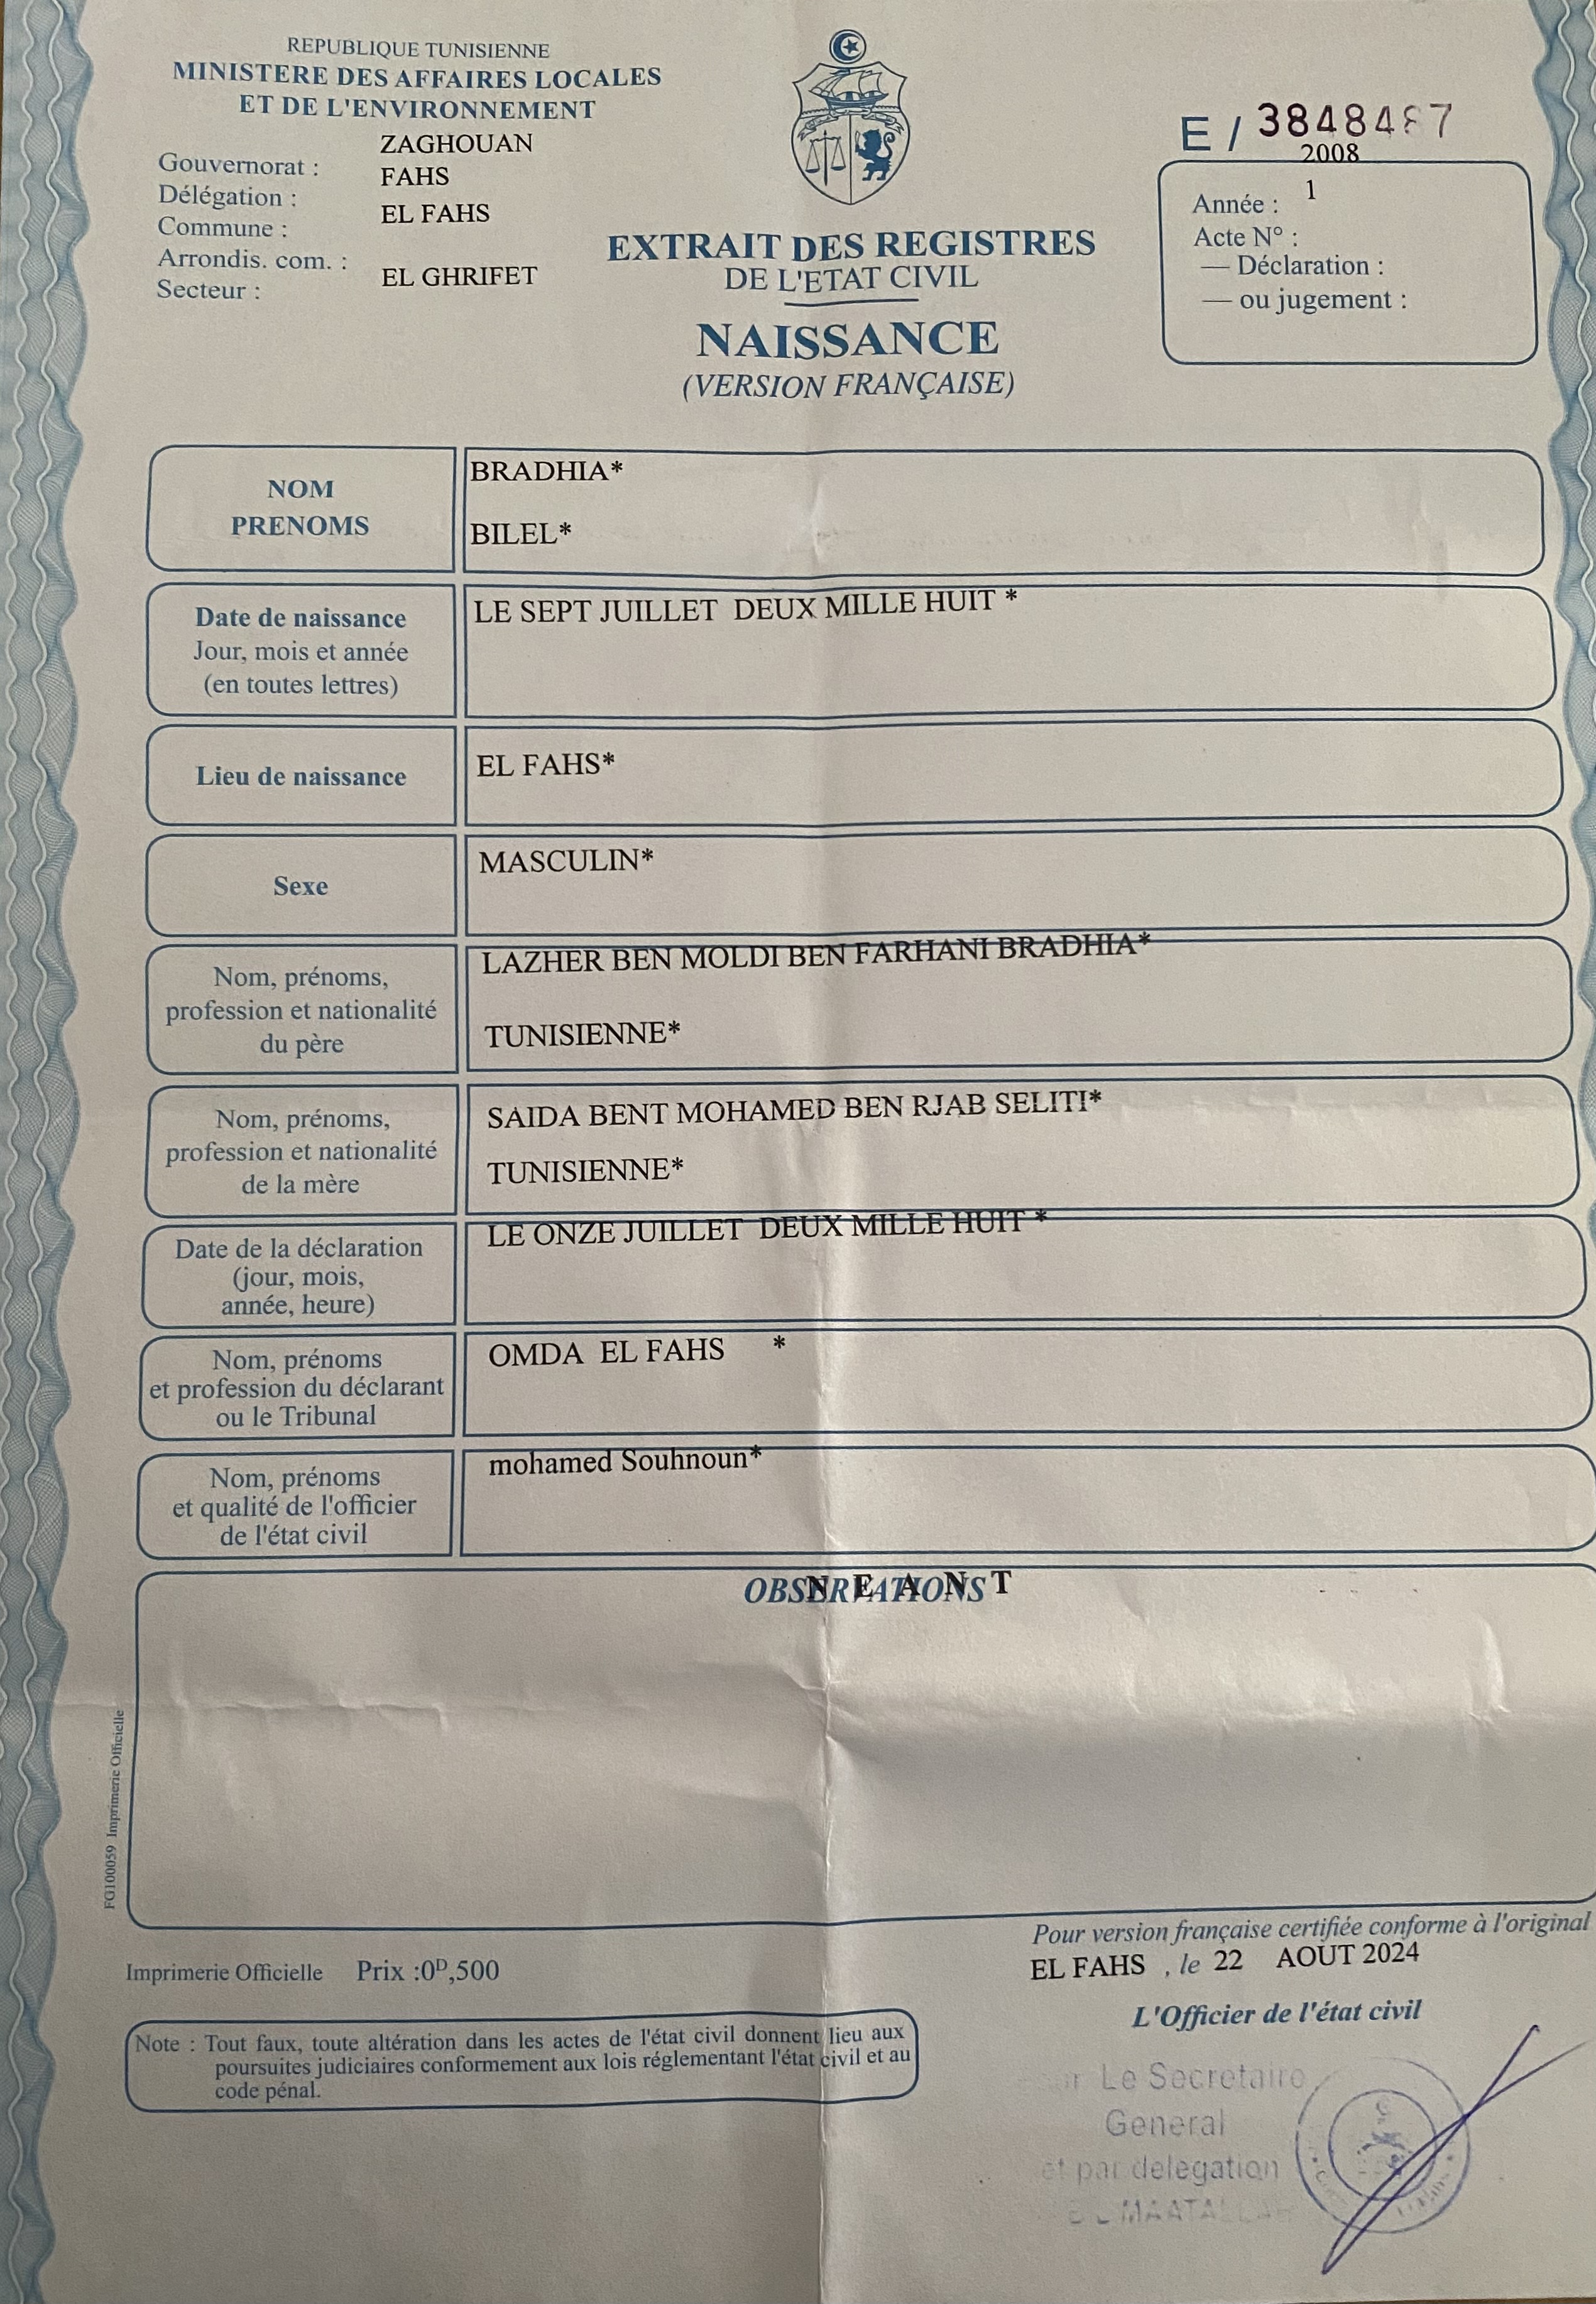 REPUBLIQUE TUNISIENNE
MINISTERE DES AFFAIRES LOCALES
ET DE L'ENVIRONNEMENT
Gouvernorat : ZAGHOUAN
Délégation : FAHS
Commune : EL FAHS
Arrondis. com. :
Secteur : EL GHRIFET
EXTRAIT DES REGISTRES
DE L'ETAT CIVIL
NAISSANCE
(VERSION FRANÇAISE)
E / 3848487
2008
Année : 1
Acte N° :
— Déclaration :
— ou jugement :
NOM
PRENOMS
BRADHIA*
BILEL*
Date de naissance
Jour, mois et année
(en toutes lettres)
LE SEPT JUILLET DEUX MILLE HUIT *
Lieu de naissance
EL FAHS*
Sexe
MASCULIN*
Nom, prénoms,
profession et nationalité
du père
LAZHER BEN MOLDI BEN FARHANI BRADHIA*
TUNISIENNE*
Nom, prénoms,
profession et nationalité
de la mère
SAIDA BENT MOHAMED BEN RJAB SELITI*
TUNISIENNE*
Date de la déclaration
(jour, mois,
année, heure)
LE ONZE JUILLET DEUX MILLE HUIT *
Nom, prénoms
et profession du déclarant
ou le Tribunal
OMDA EL FAHS *
Nom, prénoms
et qualité de l'officier
de l'état civil
mohamed Souhnoun*
OBSERVATIONS
N E A N T
FG100059 Imprimerie Officielle
Pour version française certifiée conforme à l'original
EL FAHS , le 22 AOUT 2024
L'Officier de l'état civil
Imprimerie Officielle Prix :0ᴰ,500
Note : Tout faux, toute altération dans les actes de l'état civil donnent lieu aux
poursuites judiciaires conformement aux lois réglementant l'état civil et au
code pénal.
Le Secretaire
General
et par delegation
MAATALLAH